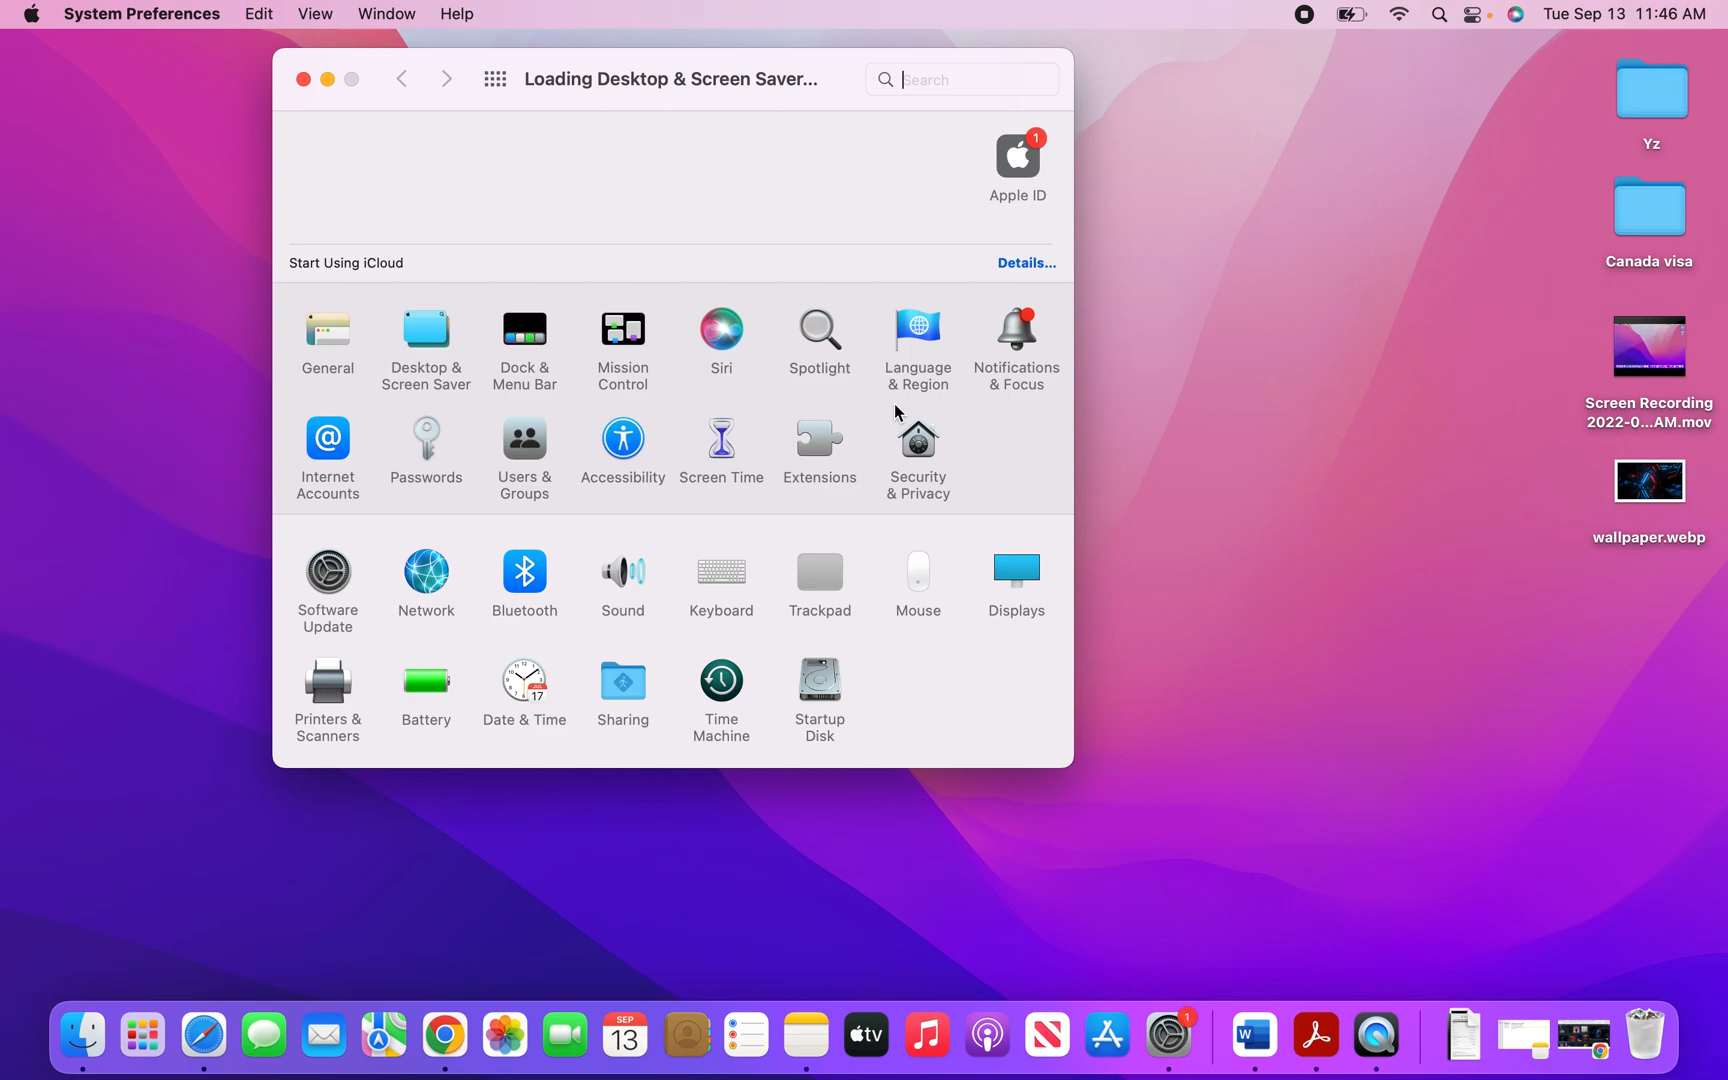 System Preferences Edit View Window Help
Tue Sep 13 11:46 AM
Loading Desktop & Screen Saver...
Search
1
Apple ID
Start Using iCloud
Details...
General
Desktop &
Screen Saver
Dock &
Menu Bar
Mission
Control
Siri
Spotlight
Language
& Region
Notifications
& Focus
Internet
Accounts
Passwords
Users &
Groups
Accessibility
Screen Time
Extensions
Security
& Privacy
Software
Update
Network
Bluetooth
Sound
Keyboard
Trackpad
Mouse
Displays
Printers &
Scanners
Battery
Date & Time
Sharing
Time
Machine
Startup
Disk
Yz
Canada visa
Screen Recording
2022-0...AM.mov
wallpaper.webp
SEP
13
tv
1